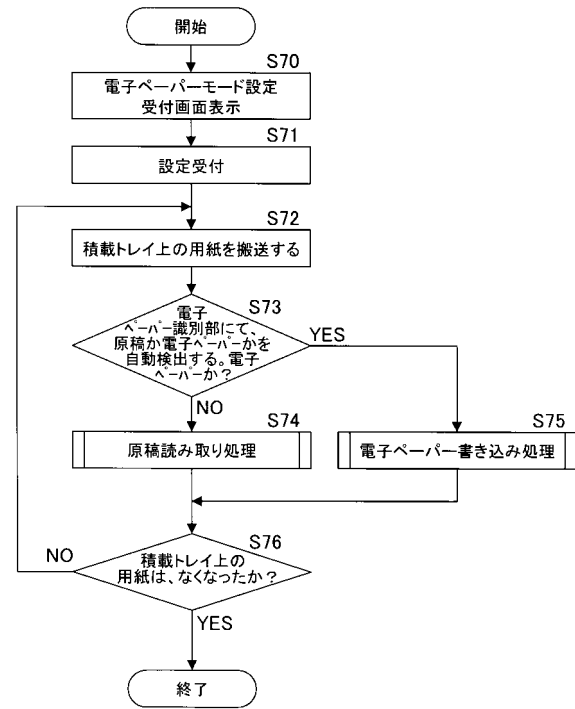 開始
S70
電子ペーパーモード設定
受付画面表示
S71
設定受付
S72
積載トレイ上の用紙を搬送する
S73
電子
ペーパー識別部にて、
原稿か電子ペーパーかを
自動検出する。電子
ペーパーか？
YES
NO
S74
原稿読み取り処理
S75
電子ペーパー書き込み処理
S76
NO
積載トレイ上の
用紙は、なくなったか？
YES
終了